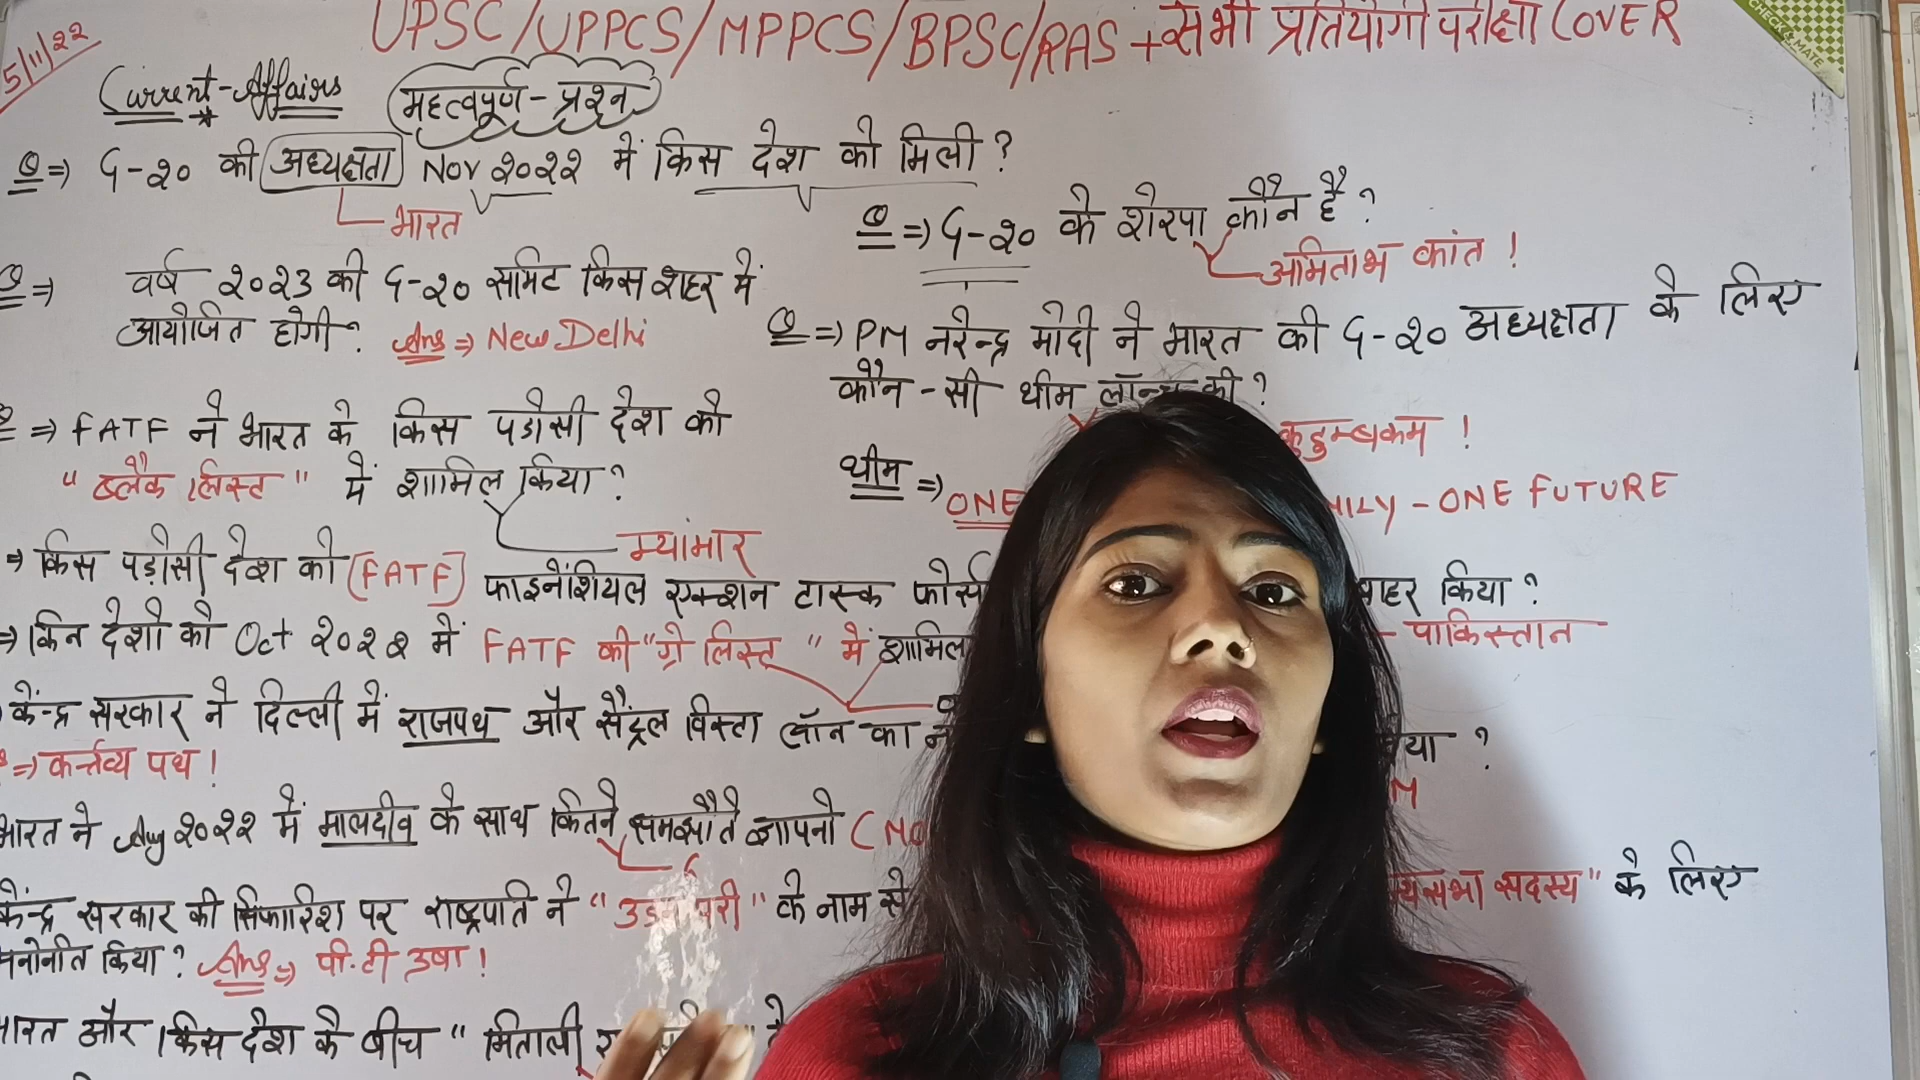 5/11/22
UPSC/UPPCS/MPPCS/BPSC/RAS + सभी प्रतियोगी परीक्षा COVER
CHECK & MATE
Current-Affairs महत्वपूर्ण-प्रश्न
Q ⇒ G-20 की अध्यक्षता Nov 2022 में किस देश को मिली?
भारत
Q ⇒ G-20 के शेरपा कौन है?
अमिताभ कांत!
Q ⇒ वर्ष 2023 की G-20 समिट किस शहर में
आयोजित होगी? Ans ⇒ New Delhi
Q ⇒ PM नरेन्द्र मोदी ने भारत की G-20 अध्यक्षता के लिए
कौन-सी थीम लॉन्च की?
कुटुम्बकम!
थीम ⇒ ONE - ONE FUTURE
Q ⇒ FATF ने भारत के किस पडोसी देश को
"ब्लैक लिस्ट" में शामिल किया?
म्यांमार
⇒ किस पड़ोसी देश को [FATF] फाइनेंशियल एक्शन टास्क फोर्स बाहर किया?
पाकिस्तान
⇒ किन देशो को Oct 2022 में FATF की "ग्रे लिस्ट" में शामिल
केंन्द्र सरकार ने दिल्ली में राजपथ और सेंट्रल विस्ता लॉन का ?
⇒ कर्त्तव्य पथ!
भारत ने Aug 2022 में मालदीव के साथ कितने समझौते ज्ञापनो
6
केंन्द्र सरकार की सिफारिश पर राष्ट्रपति ने के नाम से सदस्य" के लिए
मनोनीत किया? Ans ⇒ पी.टी उषा!
भारत और किस देश के बीच "मिताली